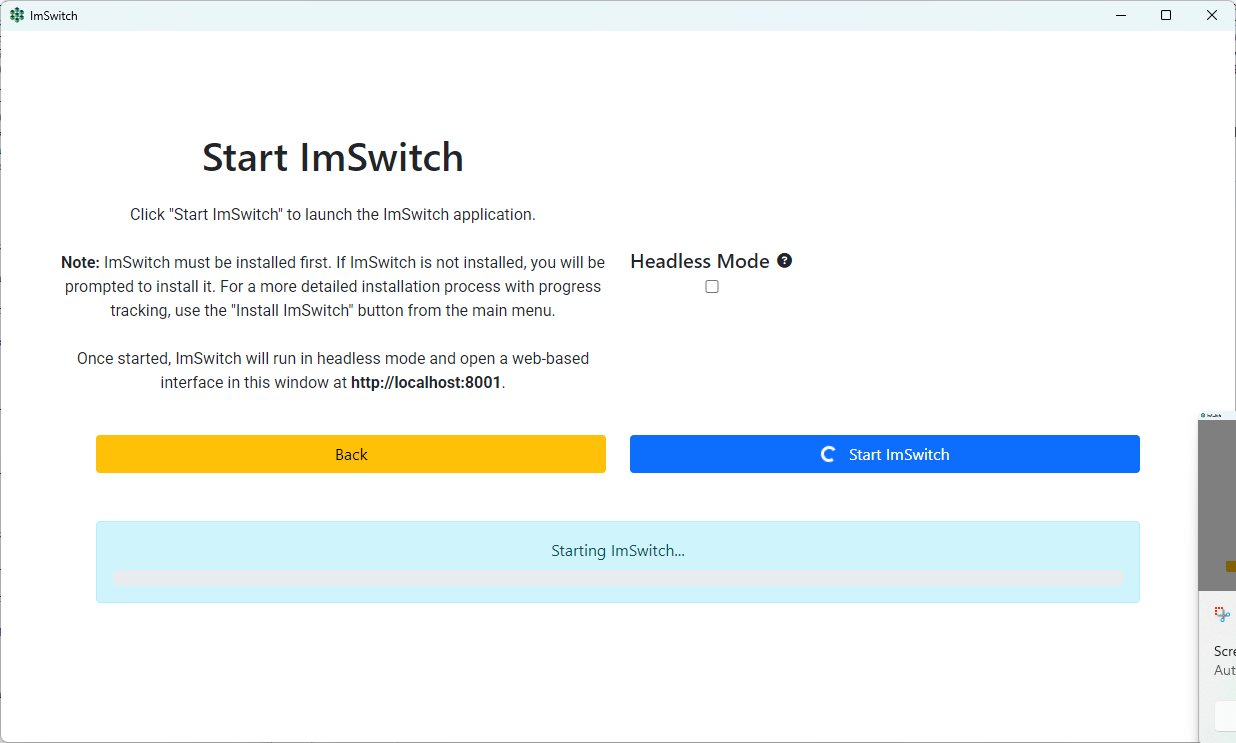 ImSwitch
Start ImSwitch
Click "Start ImSwitch" to launch the ImSwitch application.
Note: ImSwitch must be installed first. If ImSwitch is not installed, you will be
prompted to install it. For a more detailed installation process with progress
tracking, use the "Install ImSwitch" button from the main menu.
Once started, ImSwitch will run in headless mode and open a web-based
interface in this window at http://localhost:8001.
Headless Mode ?
Back
Start ImSwitch
Starting ImSwitch...
Scre
Aut